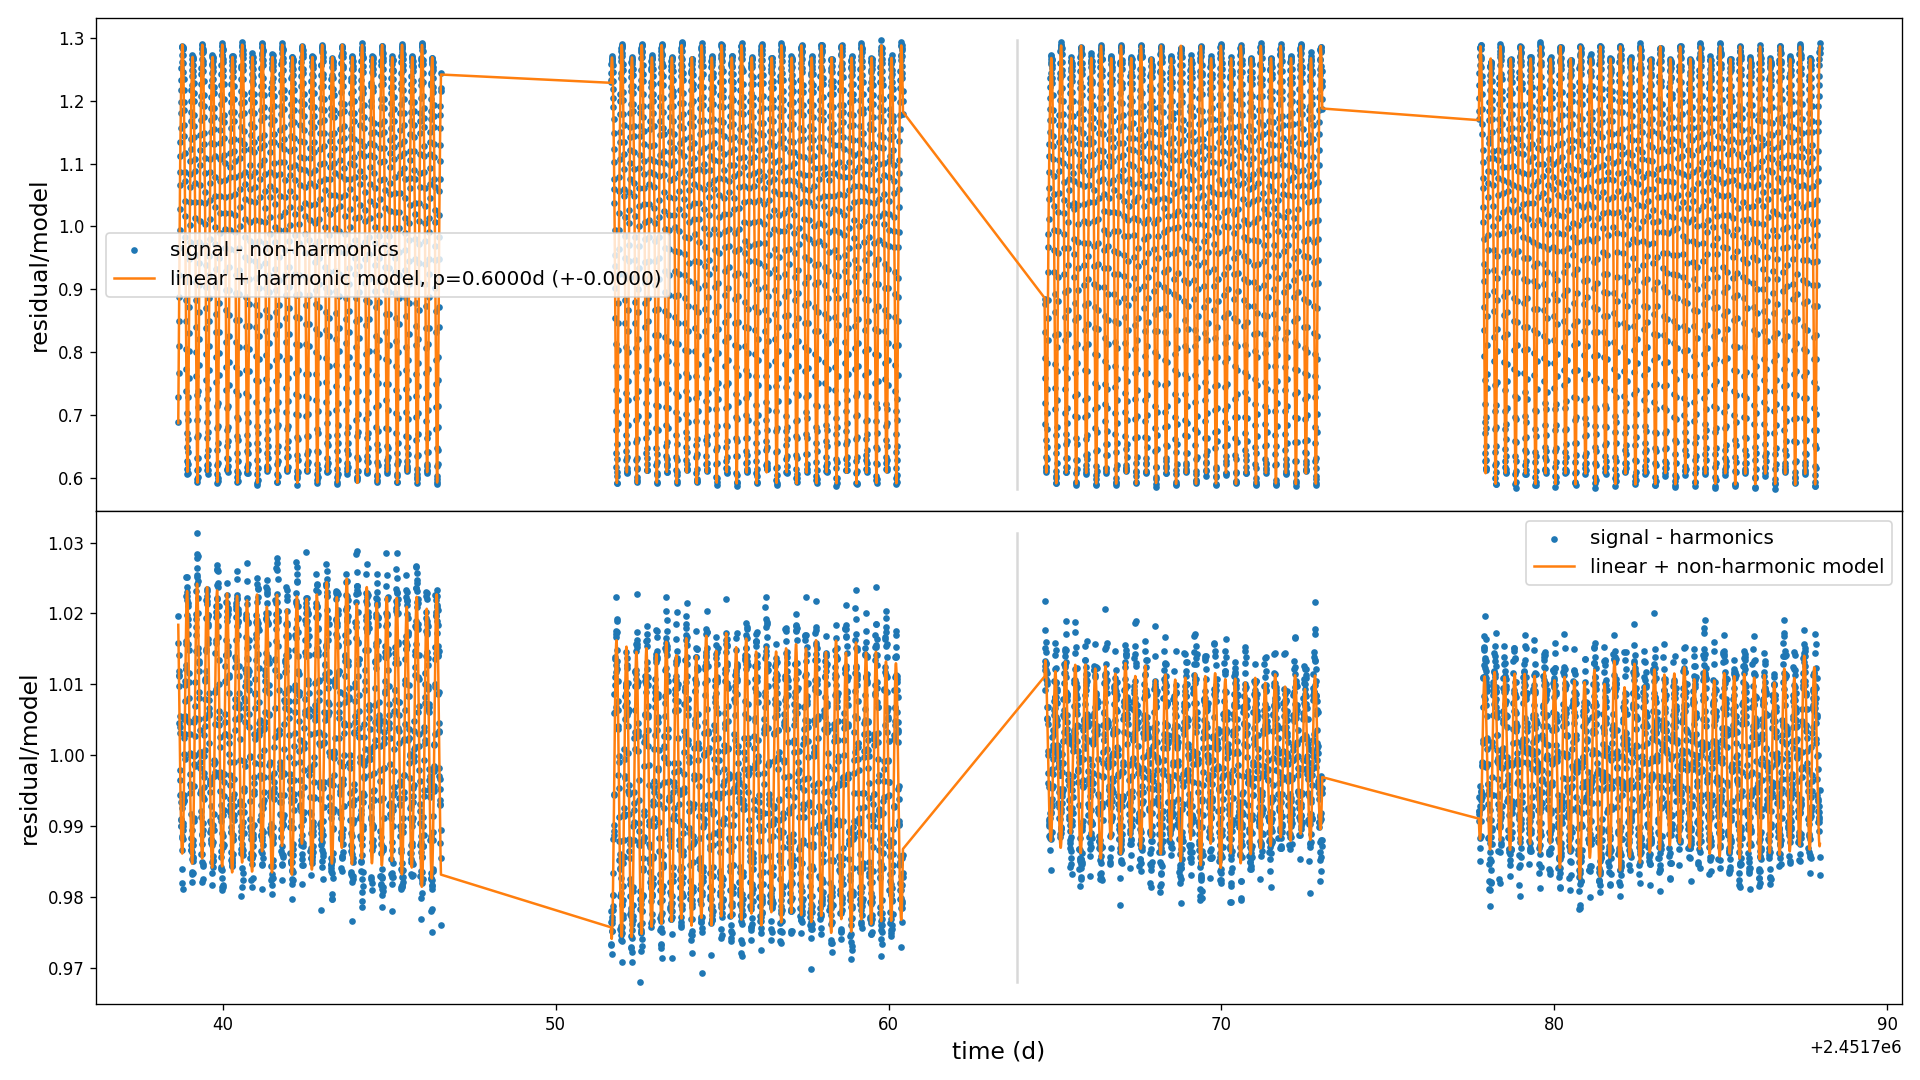 1.3
1.2
1.1
1.0
0.9
0.8
0.7
0.6
residual/model
signal - non-harmonics
linear + harmonic model, p=0.6000d (+-0.0000)
1.03
1.02
1.01
1.00
0.99
0.98
0.97
residual/model
signal - harmonics
linear + non-harmonic model
40
50
60
70
80
90
time (d)
+2.4517e6